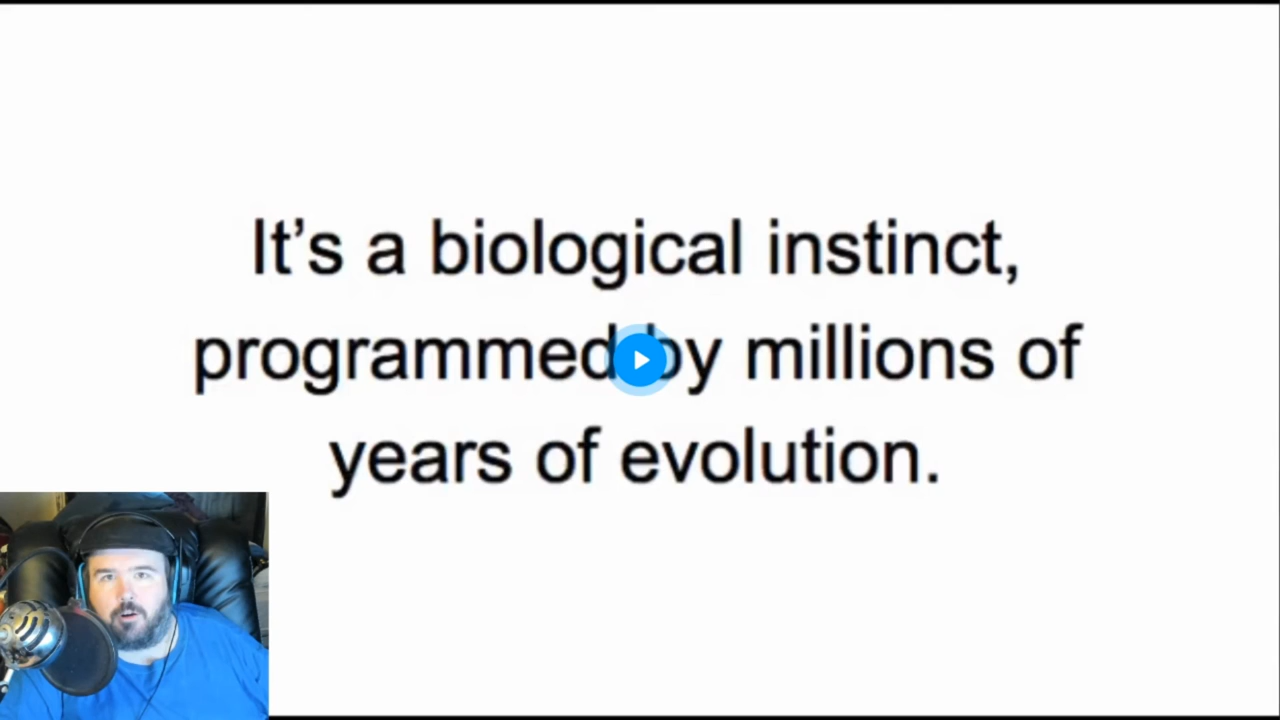 It’s a biological instinct,
programmed by millions of
years of evolution.